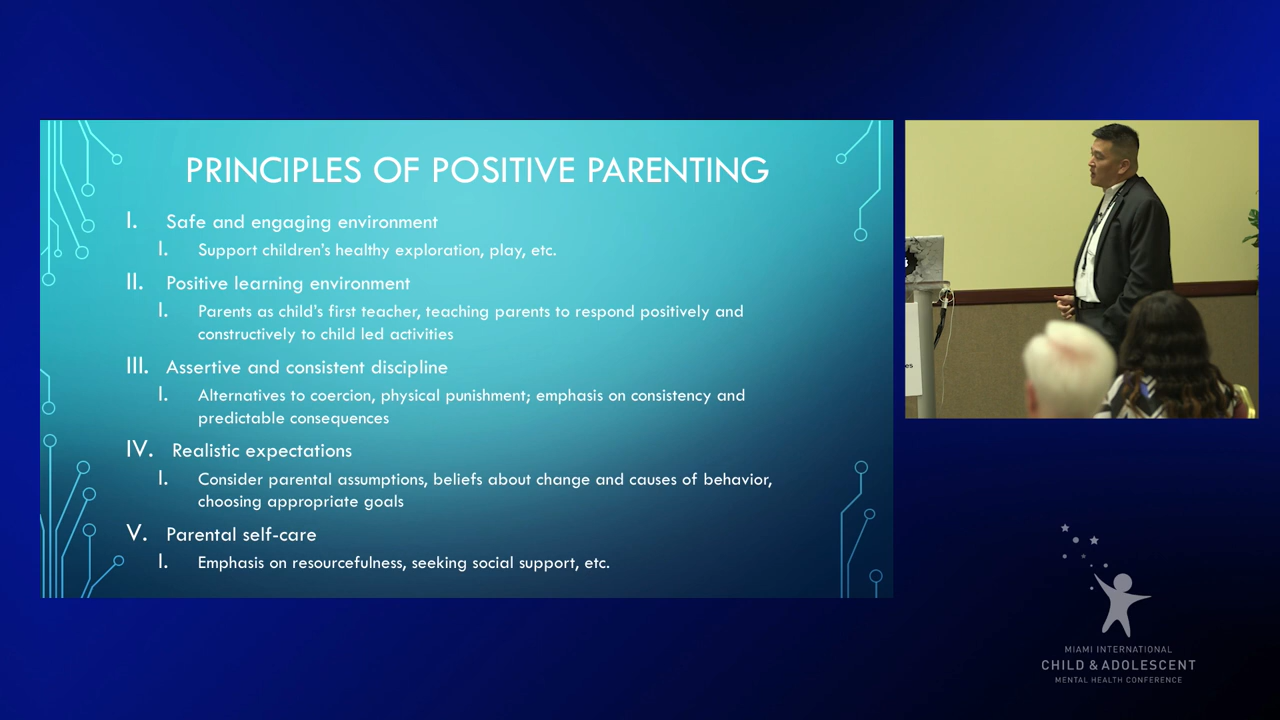 PRINCIPLES OF POSITIVE PARENTING
I. Safe and engaging environment
I. Support children's healthy exploration, play, etc.
II. Positive learning environment
I. Parents as child's first teacher, teaching parents to respond positively and
constructively to child led activities
III. Assertive and consistent discipline
I. Alternatives to coercion, physical punishment; emphasis on consistency and
predictable consequences
IV. Realistic expectations
I. Consider parental assumptions, beliefs about change and causes of behavior,
choosing appropriate goals
V. Parental self-care
I. Emphasis on resourcefulness, seeking social support, etc.
MIAMI INTERNATIONAL
CHILD & ADOLESCENT
MENTAL HEALTH CONFERENCE